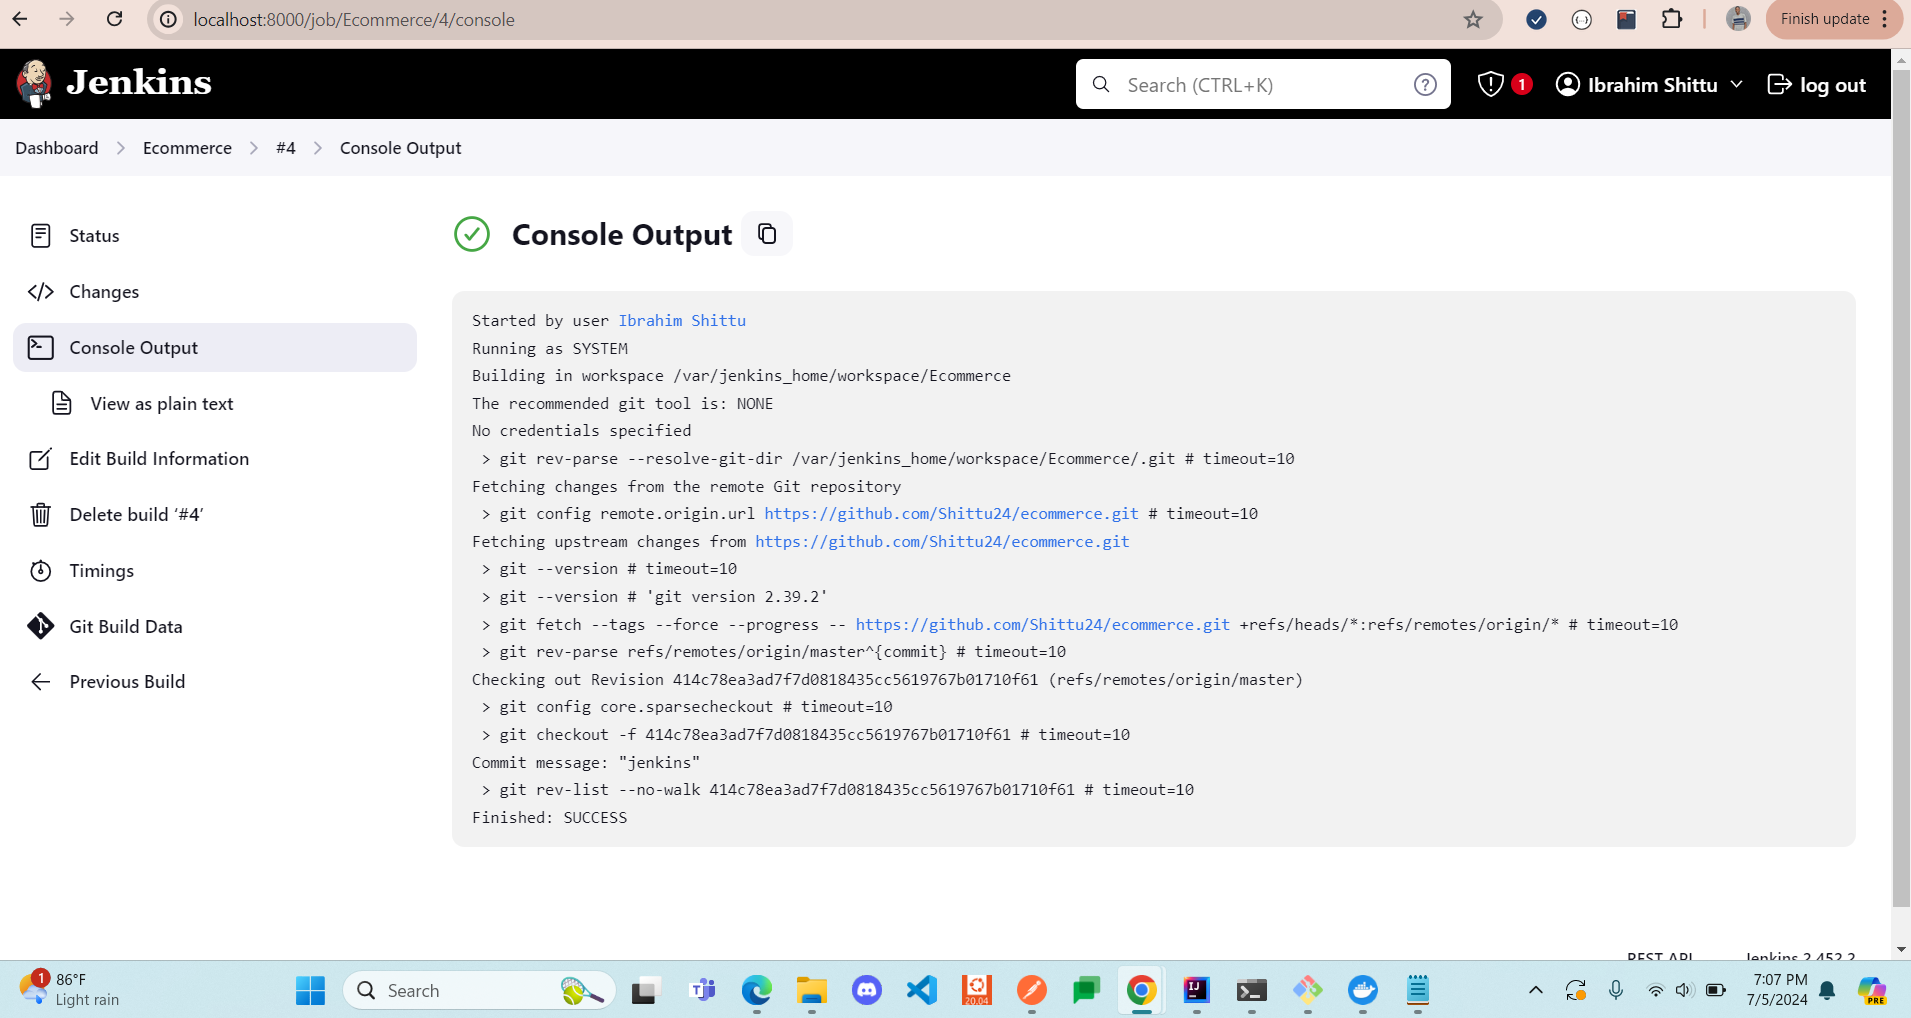 localhost:8000/job/Ecommerce/4/console
Finish update
Jenkins
Search (CTRL+K)
1
Ibrahim Shittu
log out
Dashboard
Ecommerce
#4
Console Output
Status
Changes
Console Output
View as plain text
Edit Build Information
Delete build ‘#4’
Timings
Git Build Data
Previous Build
Console Output
Started by user Ibrahim Shittu
Running as SYSTEM
Building in workspace /var/jenkins_home/workspace/Ecommerce
The recommended git tool is: NONE
No credentials specified
> git rev-parse --resolve-git-dir /var/jenkins_home/workspace/Ecommerce/.git # timeout=10
Fetching changes from the remote Git repository
> git config remote.origin.url https://github.com/Shittu24/ecommerce.git # timeout=10
Fetching upstream changes from https://github.com/Shittu24/ecommerce.git
> git --version # timeout=10
> git --version # 'git version 2.39.2'
> git fetch --tags --force --progress -- https://github.com/Shittu24/ecommerce.git +refs/heads/*:refs/remotes/origin/* # timeout=10
> git rev-parse refs/remotes/origin/master^{commit} # timeout=10
Checking out Revision 414c78ea3ad7f7d0818435cc5619767b01710f61 (refs/remotes/origin/master)
> git config core.sparsecheckout # timeout=10
> git checkout -f 414c78ea3ad7f7d0818435cc5619767b01710f61 # timeout=10
Commit message: "jenkins"
> git rev-list --no-walk 414c78ea3ad7f7d0818435cc5619767b01710f61 # timeout=10
Finished: SUCCESS
REST API
Jenkins 2.452.2
1
86°F
Light rain
Search
20.04
7:07 PM
7/5/2024
PRE